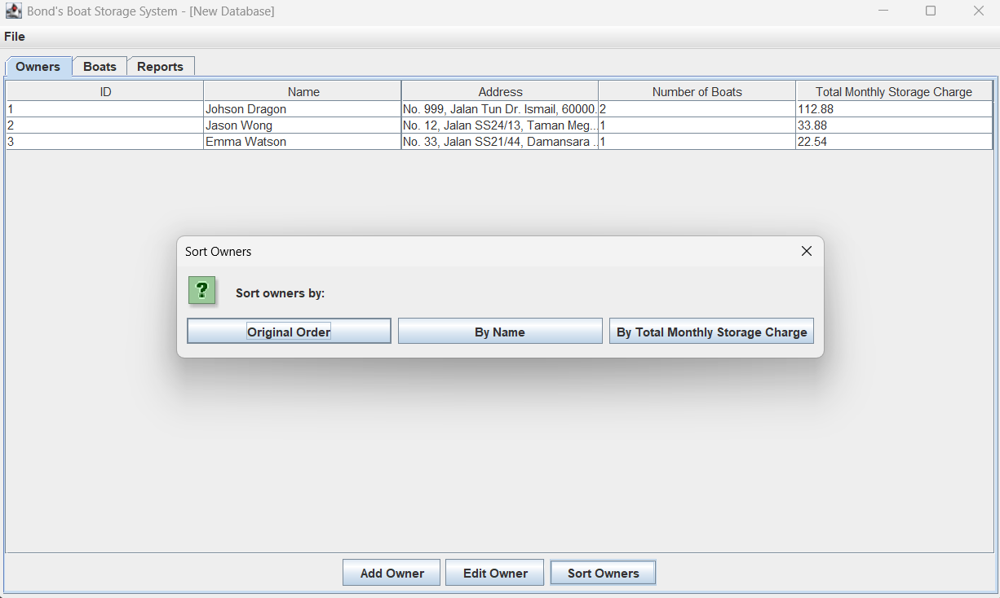 Bond's Boat Storage System - [New Database]
File
Owners Boats Reports
ID Name Address Number of Boats Total Monthly Storage Charge
1 Johson Dragon No. 999, Jalan Tun Dr. Ismail, 60000. 2 112.88
2 Jason Wong No. 12, Jalan SS24/13, Taman Meg... 1 33.88
3 Emma Watson No. 33, Jalan SS21/44, Damansara .. 1 22.54
Sort Owners
? Sort owners by:
Original Order By Name By Total Monthly Storage Charge
Add Owner Edit Owner Sort Owners